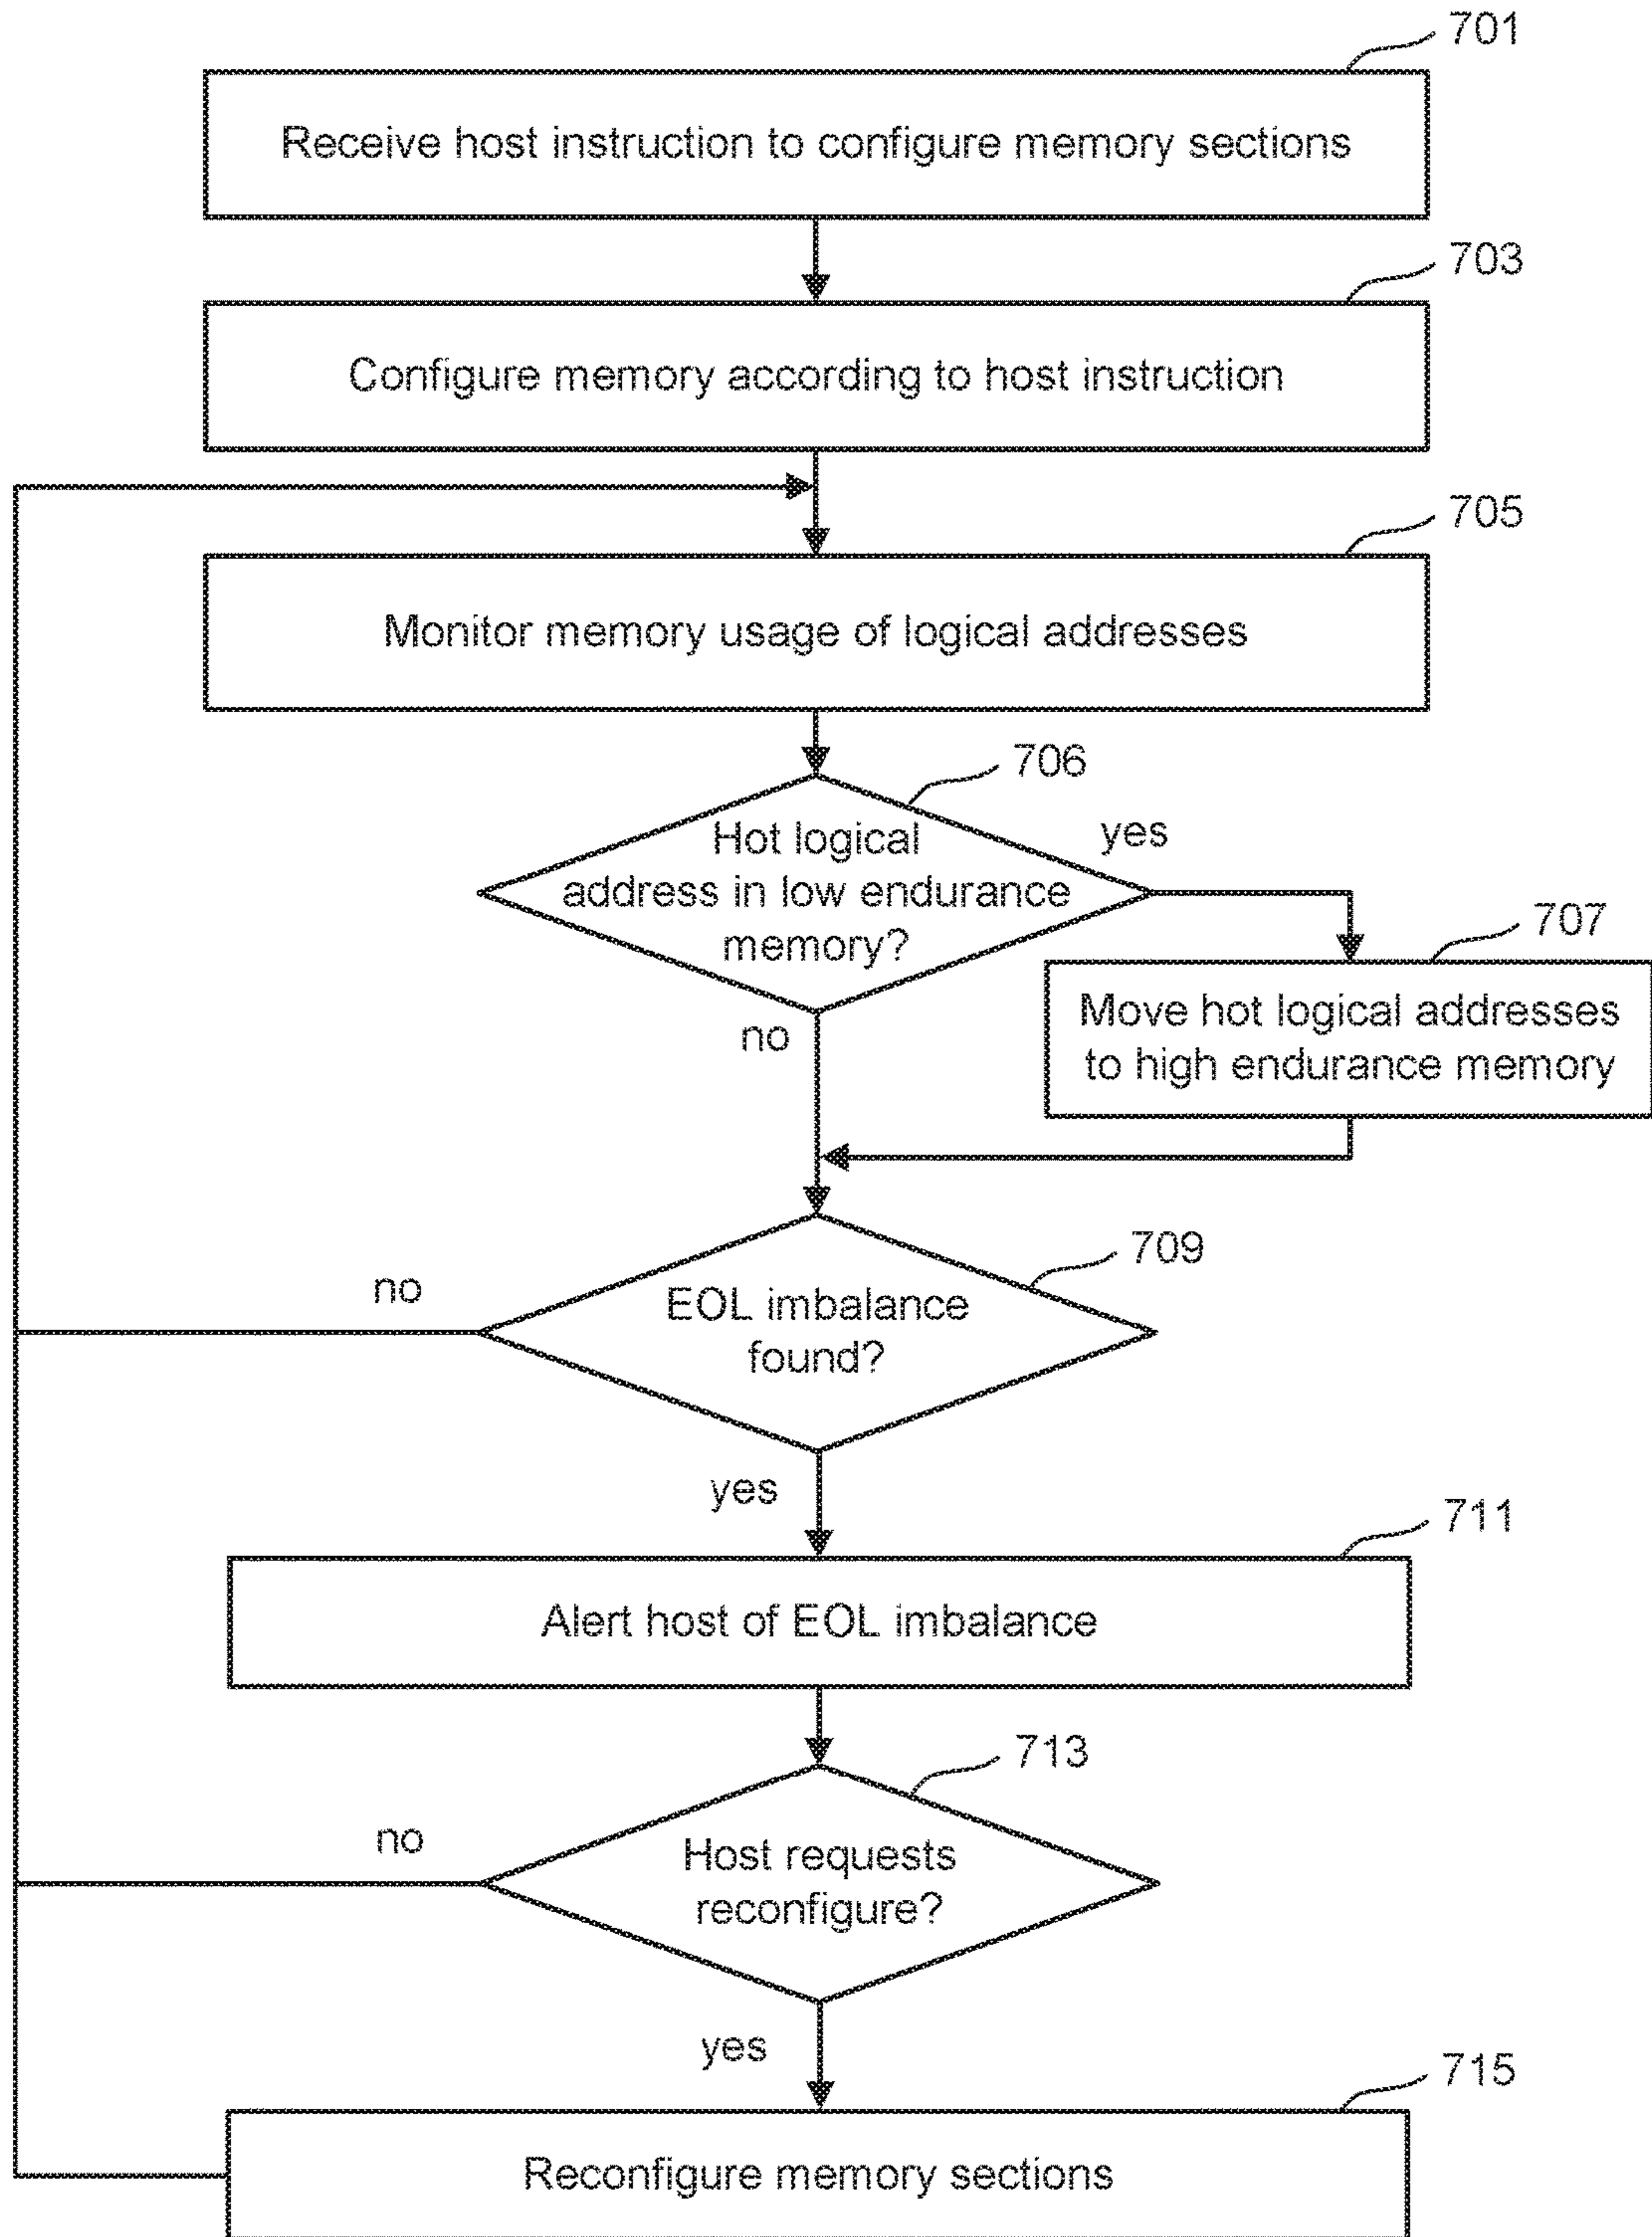 701
Receive host instruction to configure memory sections
703
Configure memory according to host instruction
705
Monitor memory usage of logical addresses
706
Hot logical
address in low endurance
memory?
yes
no
707
Move hot logical addresses
to high endurance memory
709
EOL imbalance
found?
no
yes
711
Alert host of EOL imbalance
713
Host requests
reconfigure?
no
yes
715
Reconfigure memory sections